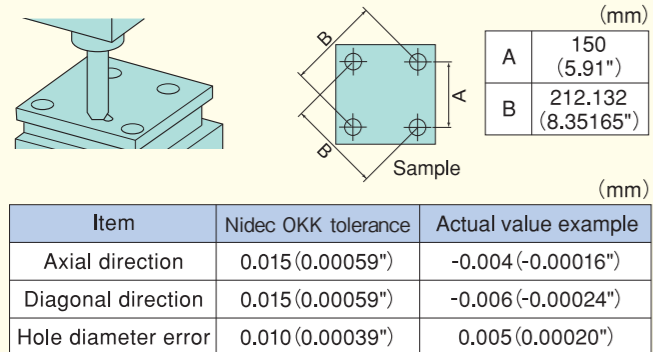 (mm)
A 150 (5.91")
B 212.132 (8.35165")
B
A
B
Sample
(mm)
Item Nidec OKK tolerance Actual value example
Axial direction 0.015(0.00059") -0.004(-0.00016")
Diagonal direction 0.015(0.00059") -0.006(-0.00024")
Hole diameter error 0.010(0.00039") 0.005(0.00020")